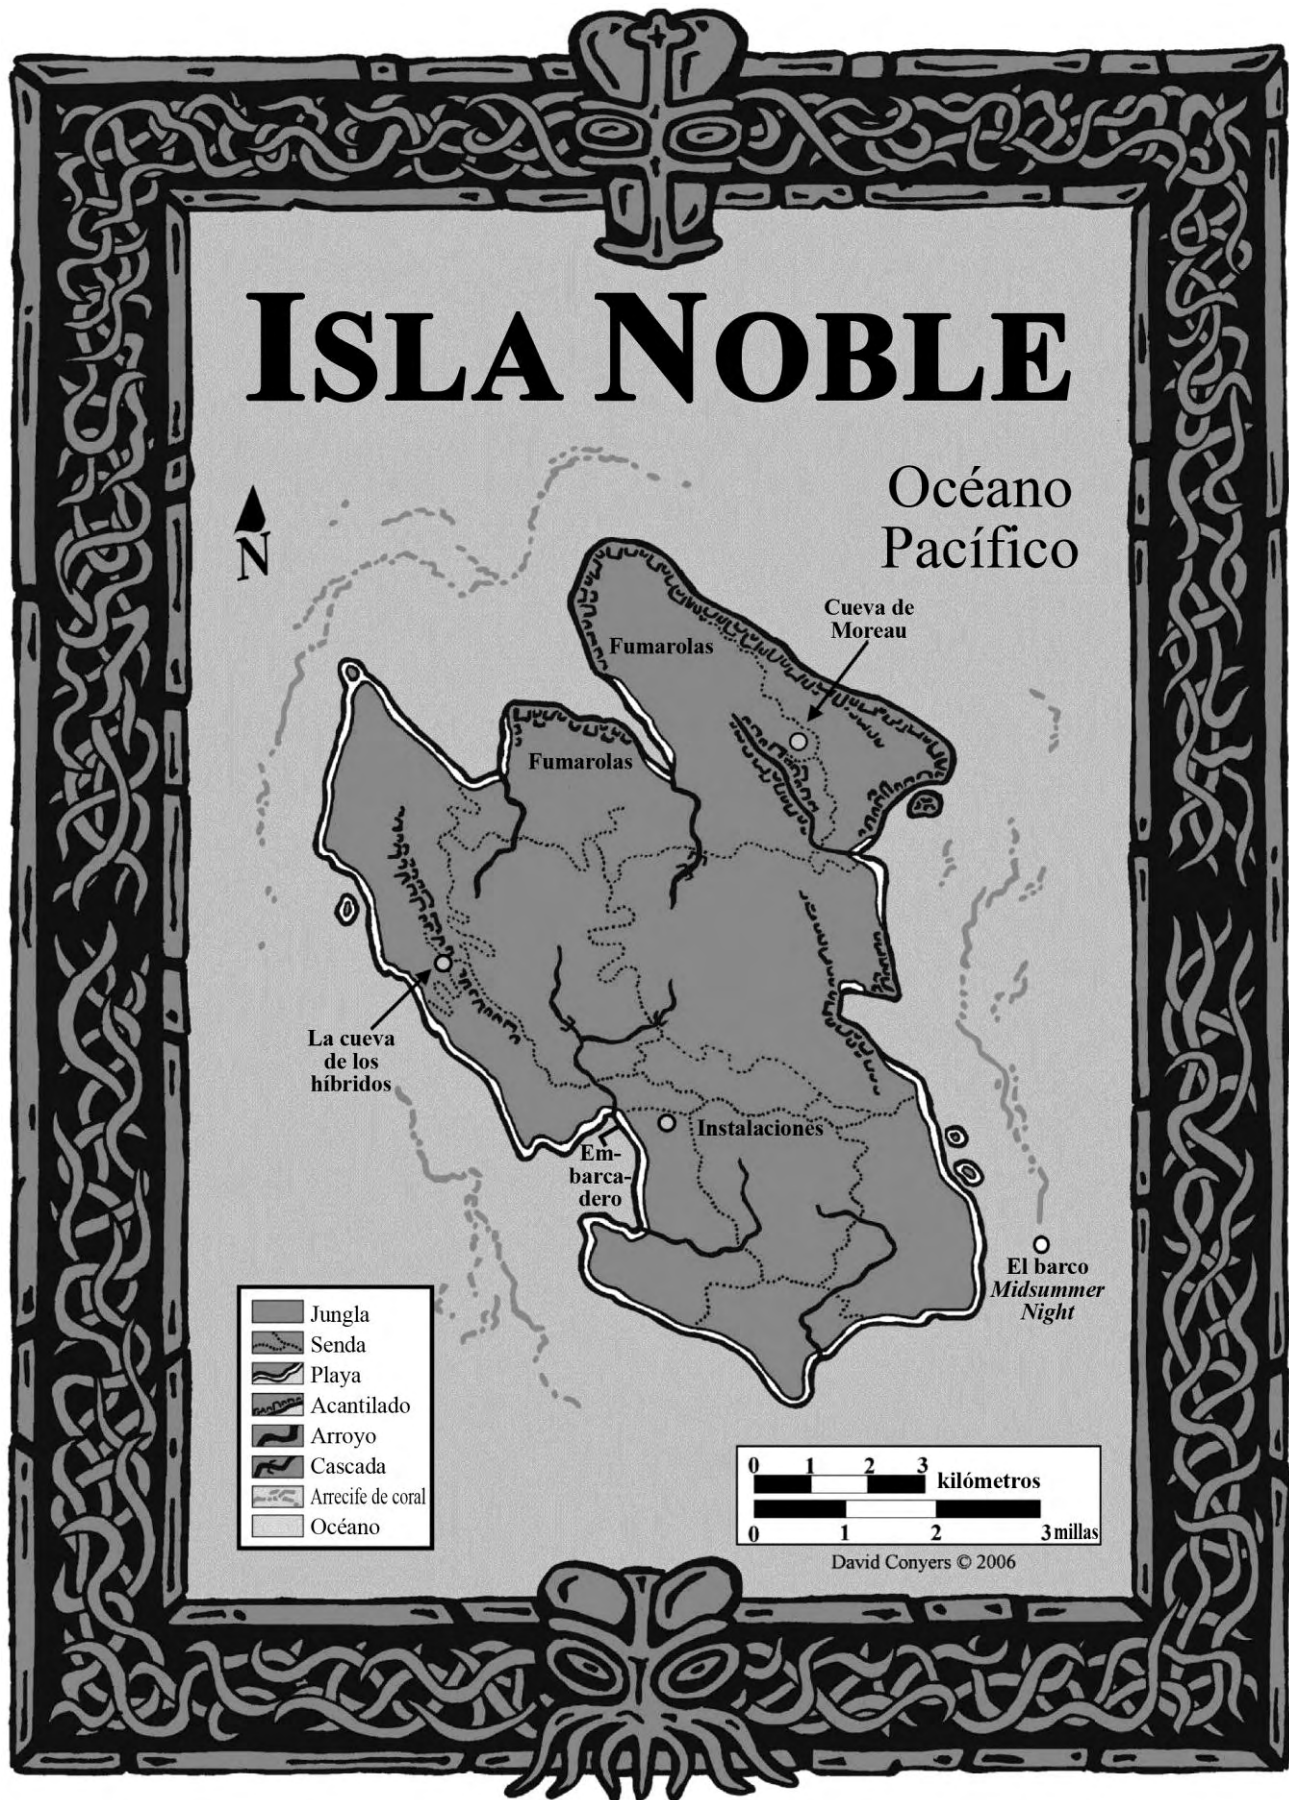 ISLA NOBLE
Océano
Pacífico
N
Cueva de
Moreau
Fumarolas
Fumarolas
La cueva
de los
híbridos
Instalaciones
Em-
barca-
dero
El barco
Midsummer
Night
Jungla
Senda
Playa
Acantilado
Arroyo
Cascada
Arrecife de coral
Océano
0 1 2 3 kilómetros
0 1 2 3 millas
David Conyers © 2006